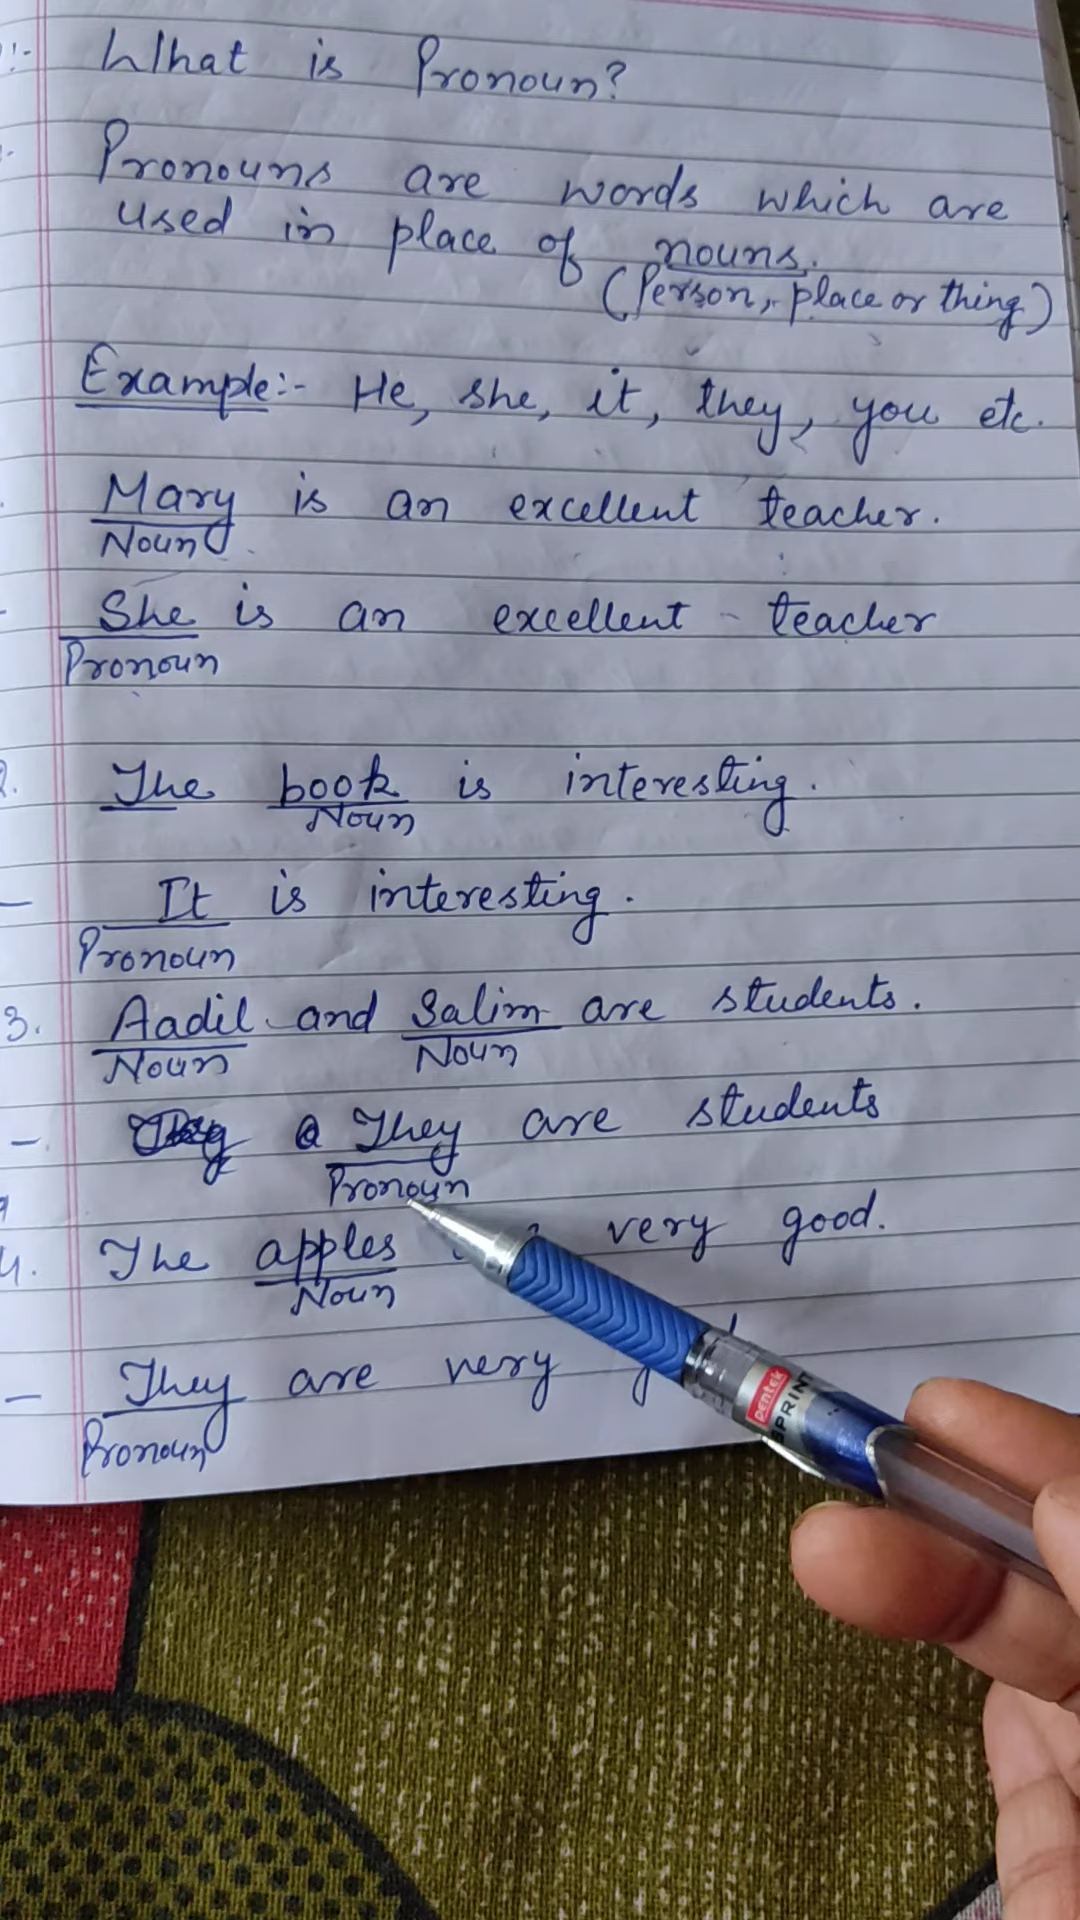 What is Pronoun?
Pronouns are words which are
used in place of nouns.
(Person, place or thing)
Example:- He, she, it, they, you etc.
Mary is an excellent teacher.
Noun
She is an excellent teacher
Pronoun
2. The book is interesting.
Noun
- It is interesting.
Pronoun
3. Aadil and Salim are students.
Noun Noun
- They are students
Pronoun
4. The apples very good.
Noun
- They are very
Pronoun
pentek
SPRINT